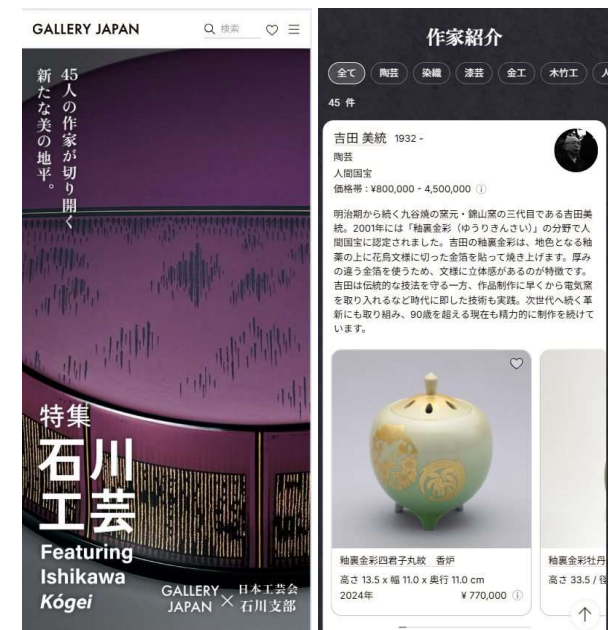 GALLERY JAPAN
検索
45人の作家が切り開く
新たな美の地平。
特集
石川
工芸
Featuring
Ishikawa
Kógei
GALLERY JAPAN × 日本工芸会 石川支部
作家紹介
全て 陶芸 染織 漆芸 金工 木竹工 人
45 件
吉田 美統 1932 -
陶芸
人間国宝
価格帯 : ¥800,000 - 4,500,000
明治期から続く九谷焼の窯元・錦山窯の三代目である吉田美
統。2001年には「釉裏金彩(ゆうりきんさい)」の分野で人
間国宝に認定されました。吉田の釉裏金彩は、地色となる釉
薬の上に花鳥文様に切った金箔を貼って焼き上げます。厚み
の違う金箔を使うため、文様に立体感があるのが特徴です。
吉田は伝統的な技法を守る一方、作品制作に早くから電気窯
を取り入れるなど時代に即した技術も実践。次世代へ続く革
新にも取り組み、90歳を超える現在も精力的に制作を続けて
います。
釉裏金彩四君子丸紋 香炉
高さ 13.5 x 幅 11.0 x 奥行 11.0 cm
2024年 ¥ 770,000
釉裏金彩牡丹
高さ 33.5 / 径